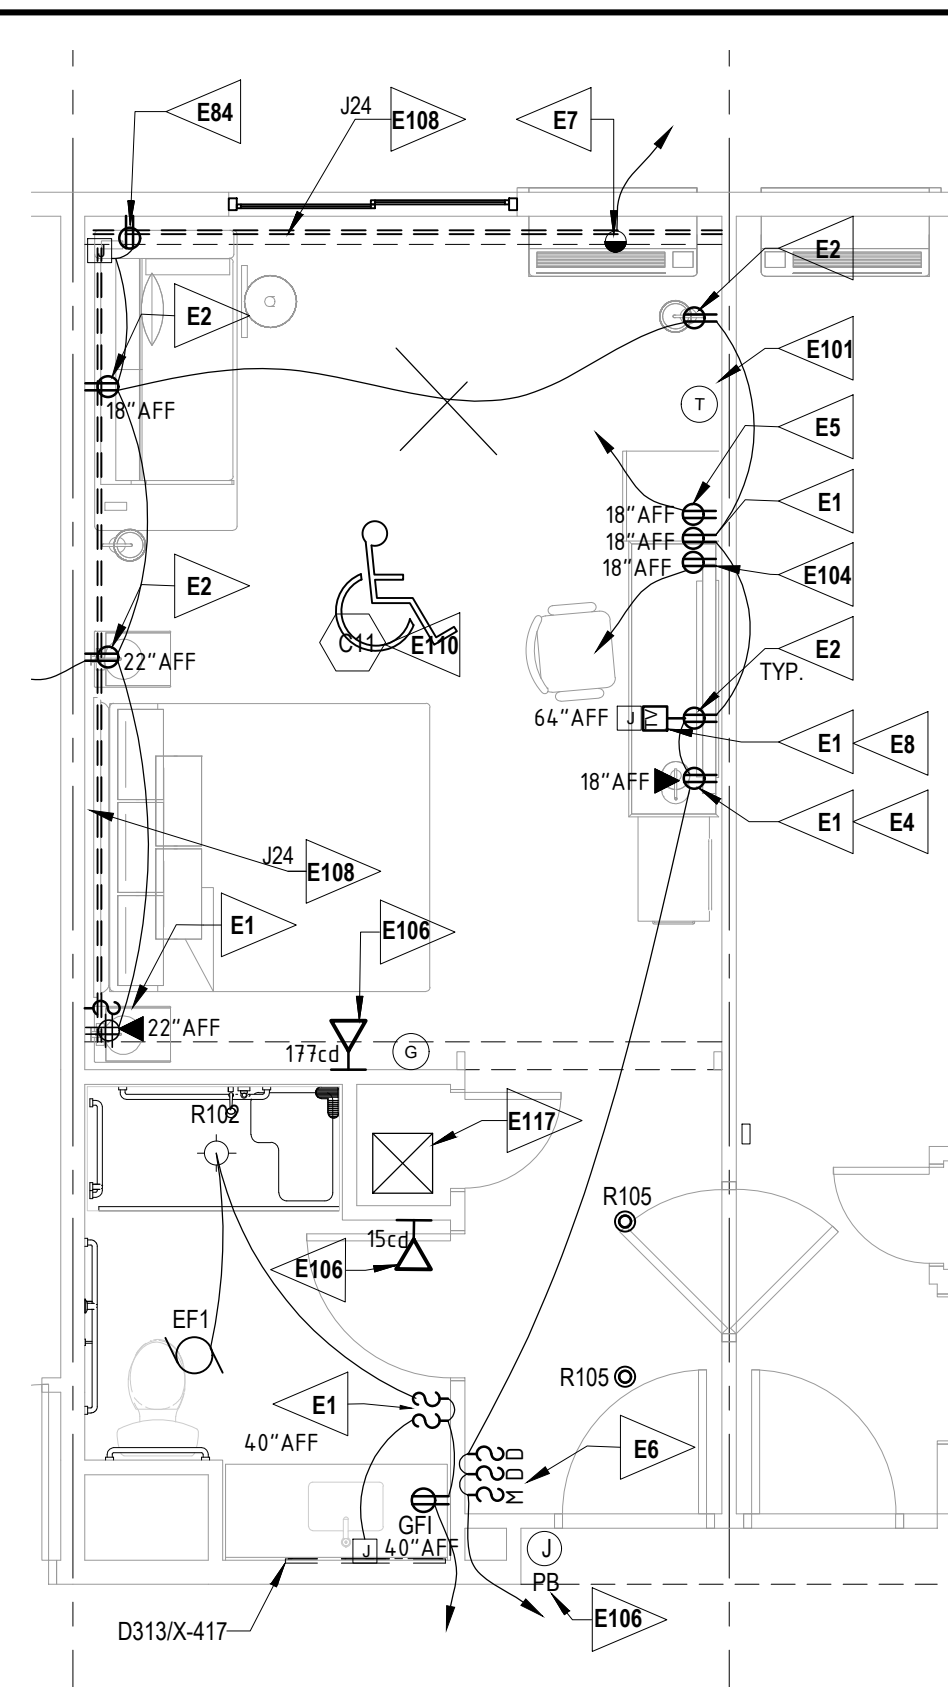 E84
J24
E108
E7
J
E2
E2
E101
T
18"AFF
E5
18"AFF
E1
18"AFF
18"AFF
E104
E2
C11
E110
E2
22"AFF
TYP.
64"AFF
J
TV
E1
E8
18"AFF
E1
E4
J24
E108
E1
E106
22"AFF
177cd
G
R102
E117
R105
15cd
E106
EF1
R105
E1
40"AFF
D
D
M
E6
GFI
J
40"AFF
J
PB
E106
D313/X-417